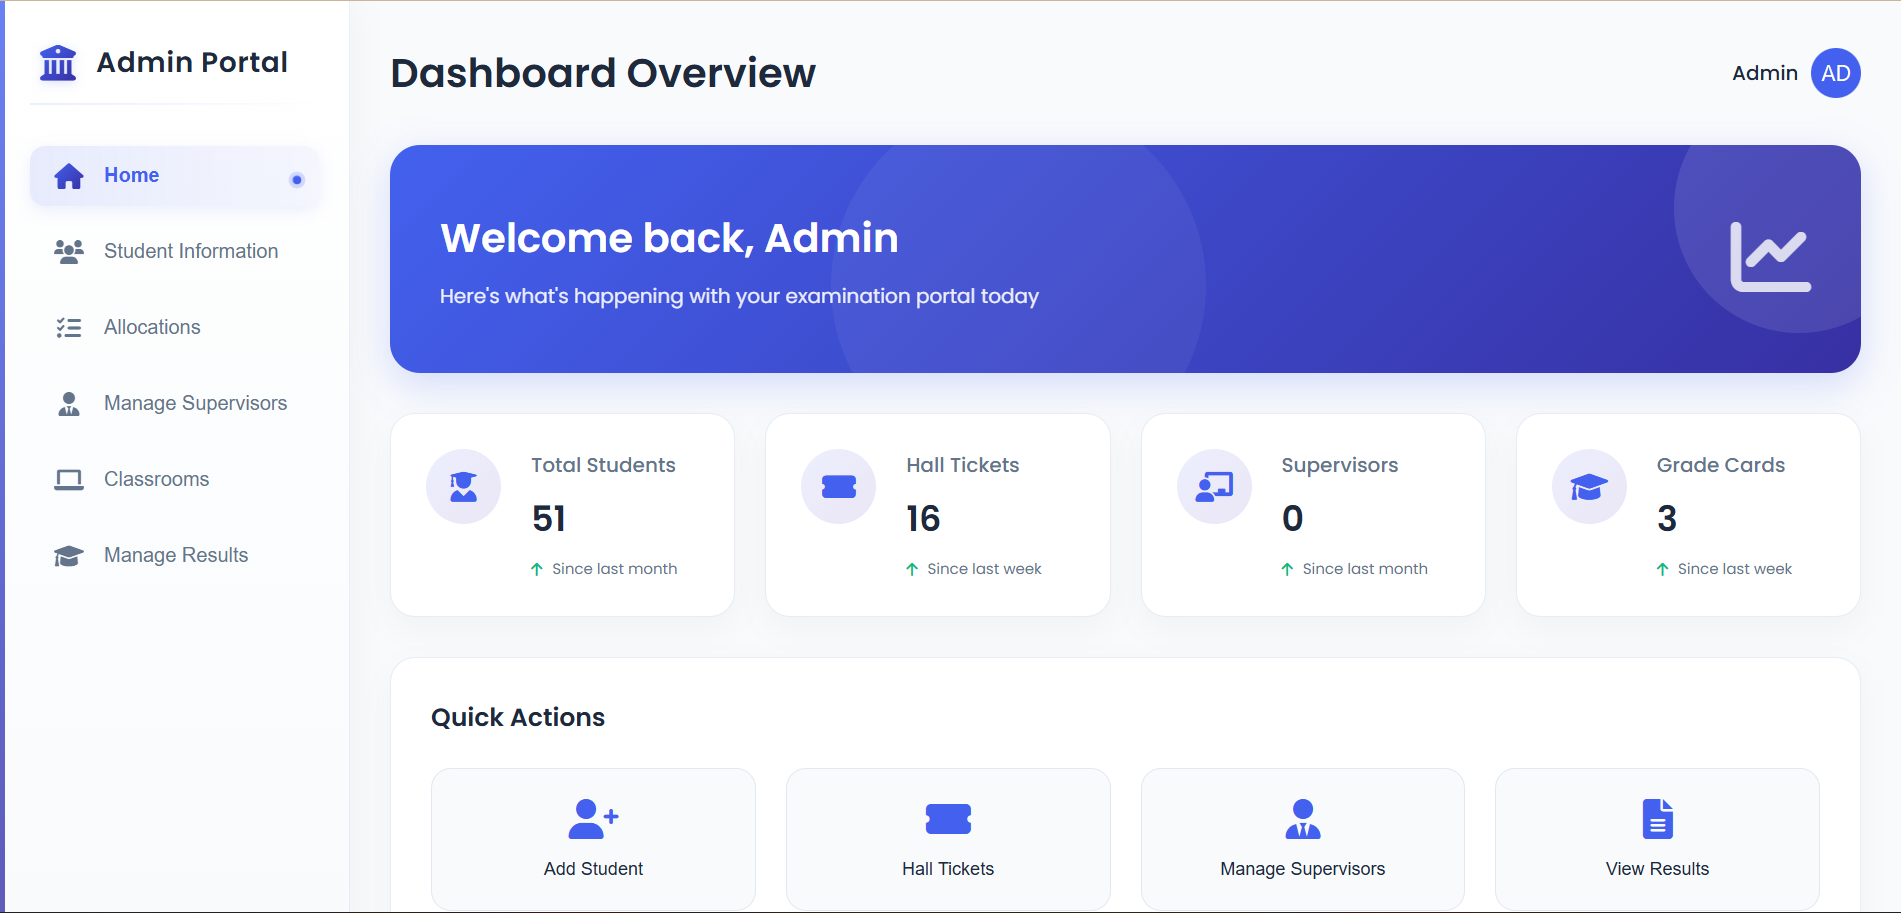 Admin Portal
Home
Student Information
Allocations
Manage Supervisors
Classrooms
Manage Results
Dashboard Overview
Admin AD
Welcome back, Admin
Here's what's happening with your examination portal today
Total Students
51
Since last month
Hall Tickets
16
Since last week
Supervisors
0
Since last month
Grade Cards
3
Since last week
Quick Actions
Add Student
Hall Tickets
Manage Supervisors
View Results